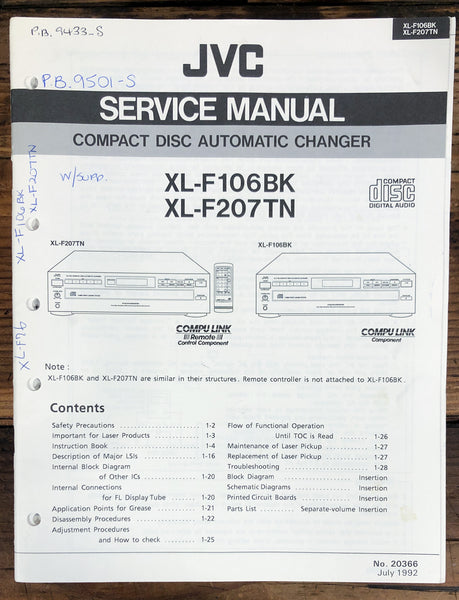 P.B. 9433-S
XL-F106BK
XL-F207TN
P.B. 9501-S
JVC
SERVICE MANUAL
COMPACT DISC AUTOMATIC CHANGER
W/SUPP.
XL-F106BK
XL-F207TN
COMPACT
disc
DIGITAL AUDIO
XL-F207TN
XL-F106BK
XL-F76
XL-F207TN
XL-F106BK
COMPU LINK
Remote
Control Component
COMPU LINK
Component
Note :
XL-F106BK and XL-F207TN are similar in their structures. Remote controller is not attached to XL-F106BK.
Contents
Safety Precautions 1-2
Important for Laser Products 1-3
Instruction Book 1-4
Description of Major LSIs 1-16
Internal Block Diagram
of Other ICs 1-20
Internal Connections
for FL Display Tube 1-20
Application Points for Grease 1-21
Disassembly Procedures 1-22
Adjustment Procedures
and How to check 1-25
Flow of Functional Operation
Until TOC is Read 1-26
Maintenance of Laser Pickup 1-27
Replacement of Laser Pickup 1-27
Troubleshooting 1-28
Block Diagram Insertion
Schematic Diagrams Insertion
Printed Circuit Boards Insertion
Parts List Separate-volume Insertion
No. 20366
July 1992